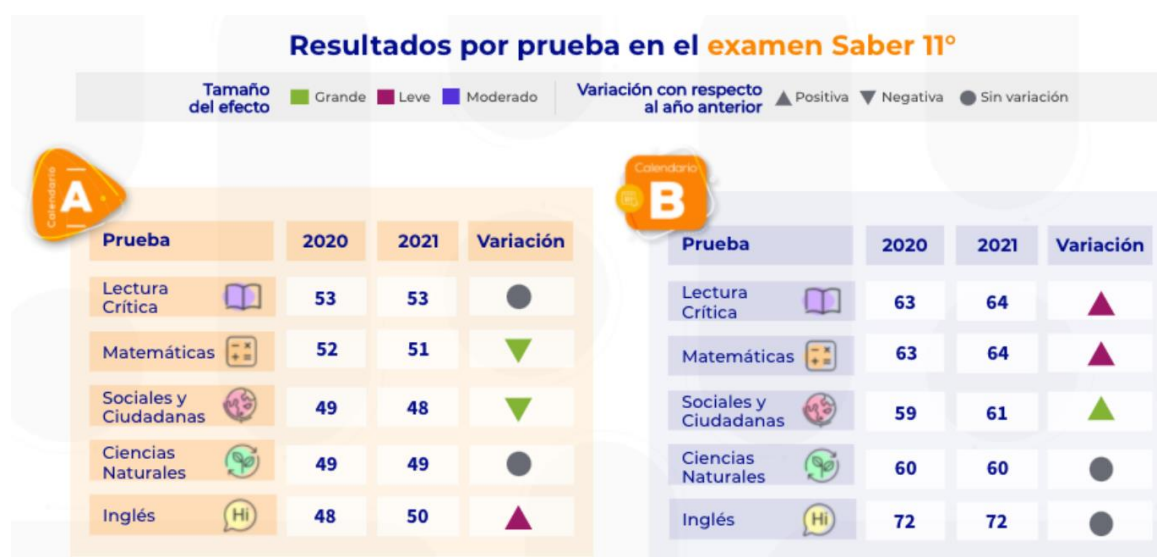 Resultados por prueba en el examen Saber 11°
Tamaño
del efecto
Grande Leve Moderado
Variación con respecto
al año anterior
Positiva Negativa Sin variación
Calendario
A
Prueba 2020 2021 Variación
Lectura
Crítica 53 53
Matemáticas 52 51
Sociales y
Ciudadanas 49 48
Ciencias
Naturales 49 49
Inglés Hi 48 50
Calendario
B
Prueba 2020 2021 Variación
Lectura
Crítica 63 64
Matemáticas 63 64
Sociales y
Ciudadanas 59 61
Ciencias
Naturales 60 60
Inglés Hi 72 72